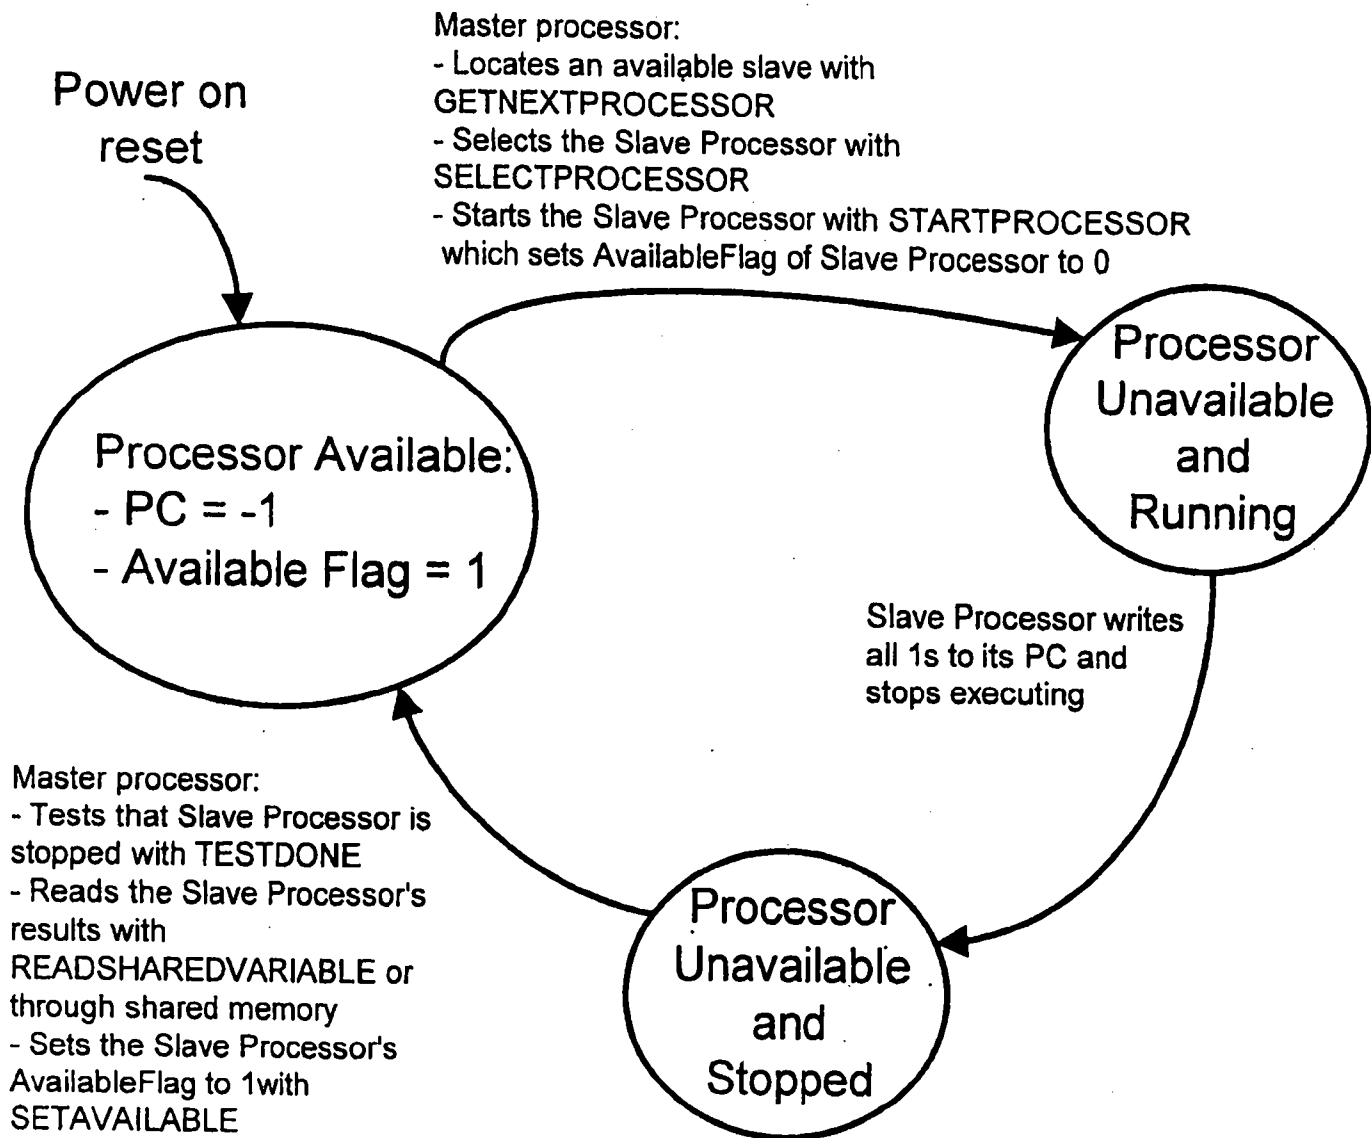 Master processor:
- Locates an available slave with
GETNEXTPROCESSOR
- Selects the Slave Processor with
SELECTPROCESSOR
- Starts the Slave Processor with STARTPROCESSOR
which sets AvailableFlag of Slave Processor to 0
Power on
reset
Processor Available:
- PC = -1
- Available Flag = 1
Processor
Unavailable
and
Running
Slave Processor writes
all 1s to its PC and
stops executing
Processor
Unavailable
and
Stopped
Master processor:
- Tests that Slave Processor is
stopped with TESTDONE
- Reads the Slave Processor's
results with
READSHAREDVARIABLE or
through shared memory
- Sets the Slave Processor's
AvailableFlag to 1with
SETAVAILABLE